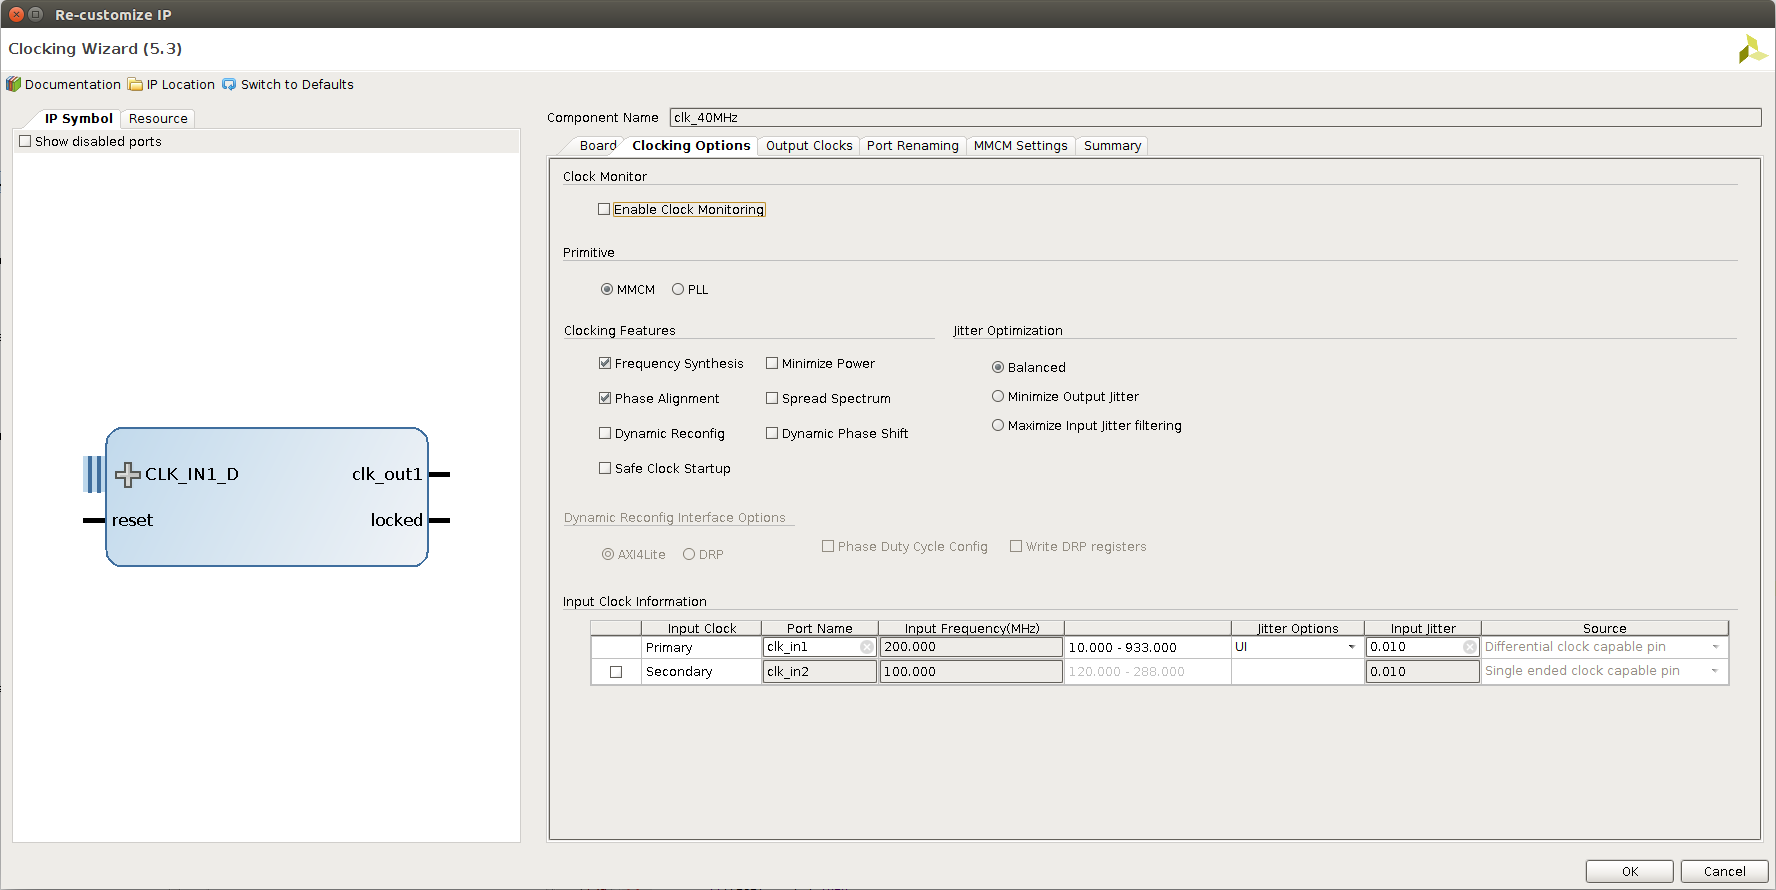 Re-customize IP
Clocking Wizard (5.3)
Documentation IP Location Switch to Defaults
IP Symbol Resource
Show disabled ports
CLK_IN1_D clk_out1
reset locked
Component Name clk_40MHz
Board Clocking Options Output Clocks Port Renaming MMCM Settings Summary
Clock Monitor
Enable Clock Monitoring
Primitive
MMCM PLL
Clocking Features Jitter Optimization
Frequency Synthesis Minimize Power Balanced
Phase Alignment Spread Spectrum Minimize Output Jitter
Dynamic Reconfig Dynamic Phase Shift Maximize Input Jitter filtering
Safe Clock Startup
Dynamic Reconfig Interface Options
AXI4Lite DRP Phase Duty Cycle Config Write DRP registers
Input Clock Information
Input Clock Port Name Input Frequency(MHz) Jitter Options Input Jitter Source
Primary clk_in1 200.000 10.000 - 933.000 UI 0.010 Differential clock capable pin
Secondary clk_in2 100.000 120.000 - 288.000 0.010 Single ended clock capable pin
OK Cancel